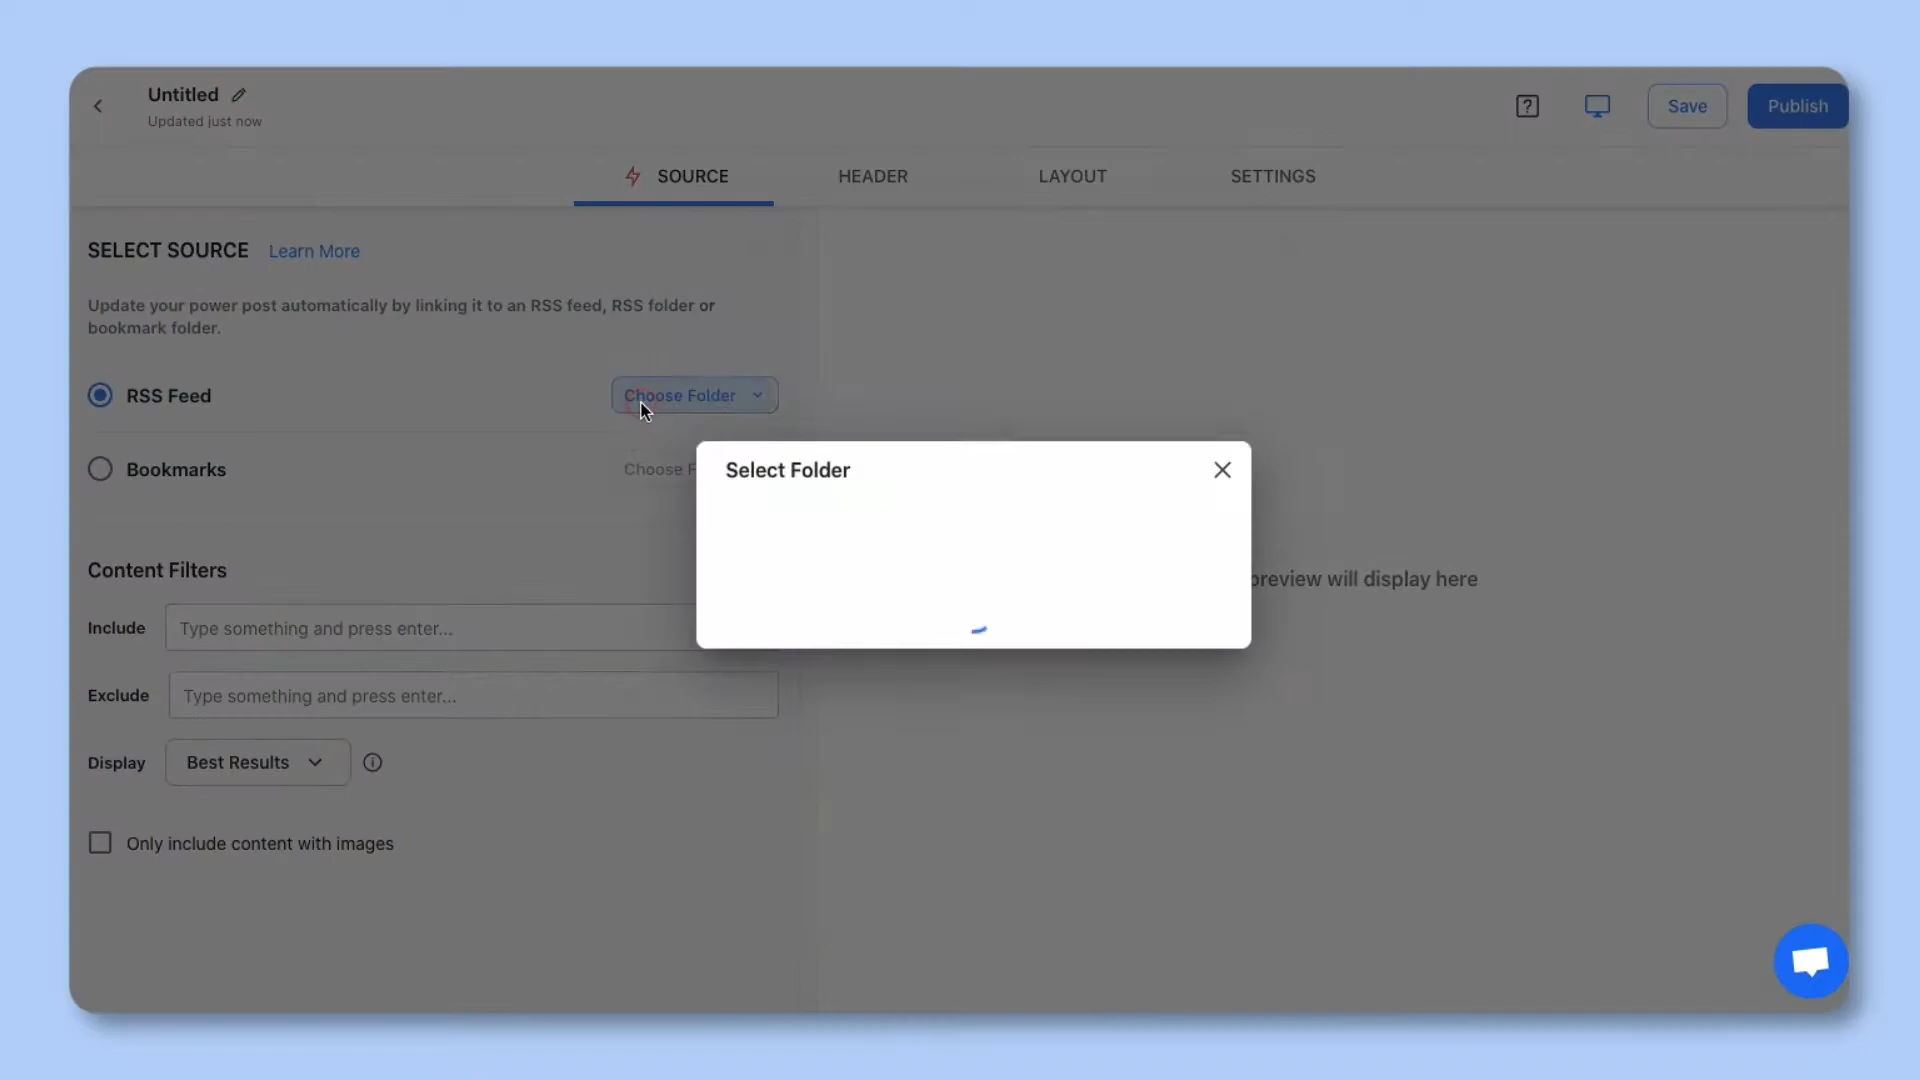 Untitled
Updated just now
?
Save
Publish
SOURCE
HEADER
LAYOUT
SETTINGS
SELECT SOURCE
Learn More
Update your power post automatically by linking it to an RSS feed, RSS folder or
bookmark folder.
RSS Feed
Choose Folder
Bookmarks
Choose F
Select Folder
preview will display here
Content Filters
Include
Type something and press enter...
Exclude
Type something and press enter...
Display
Best Results
Only include content with images